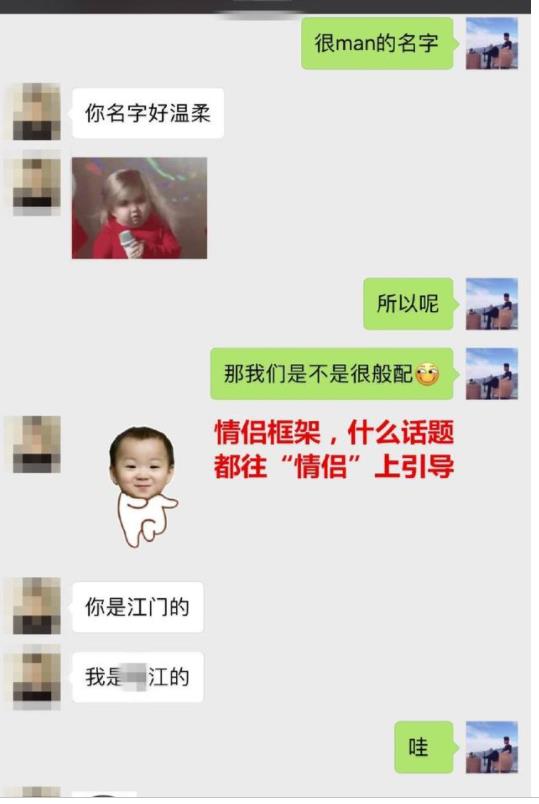 很man的名字
你名字好温柔
所以呢
那我们是不是很般配
情侣框架，什么话题
都往“情侣”上引导
你是江门的
我是江的
哇